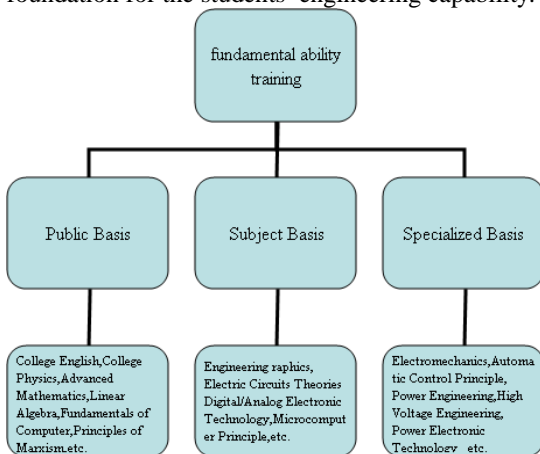 foundation for the students' engineering capability.
fundamental ability
training
Public Basis
Subject Basis
Specialized Basis
College English,College
Physics,Advanced
Mathematics,Linear
Algebra,Fundamentals of
Computer,Principles of
Marxism,etc.
Engineering raphics,
Electric Circuits Theories
Digital/Analog Electronic
Technology,Microcomput
er Principle,etc.
Electromechanics,Automa
tic Control Principle,
Power Engineering,High
Voltage Engineering,
Power Electronic
Technology etc.